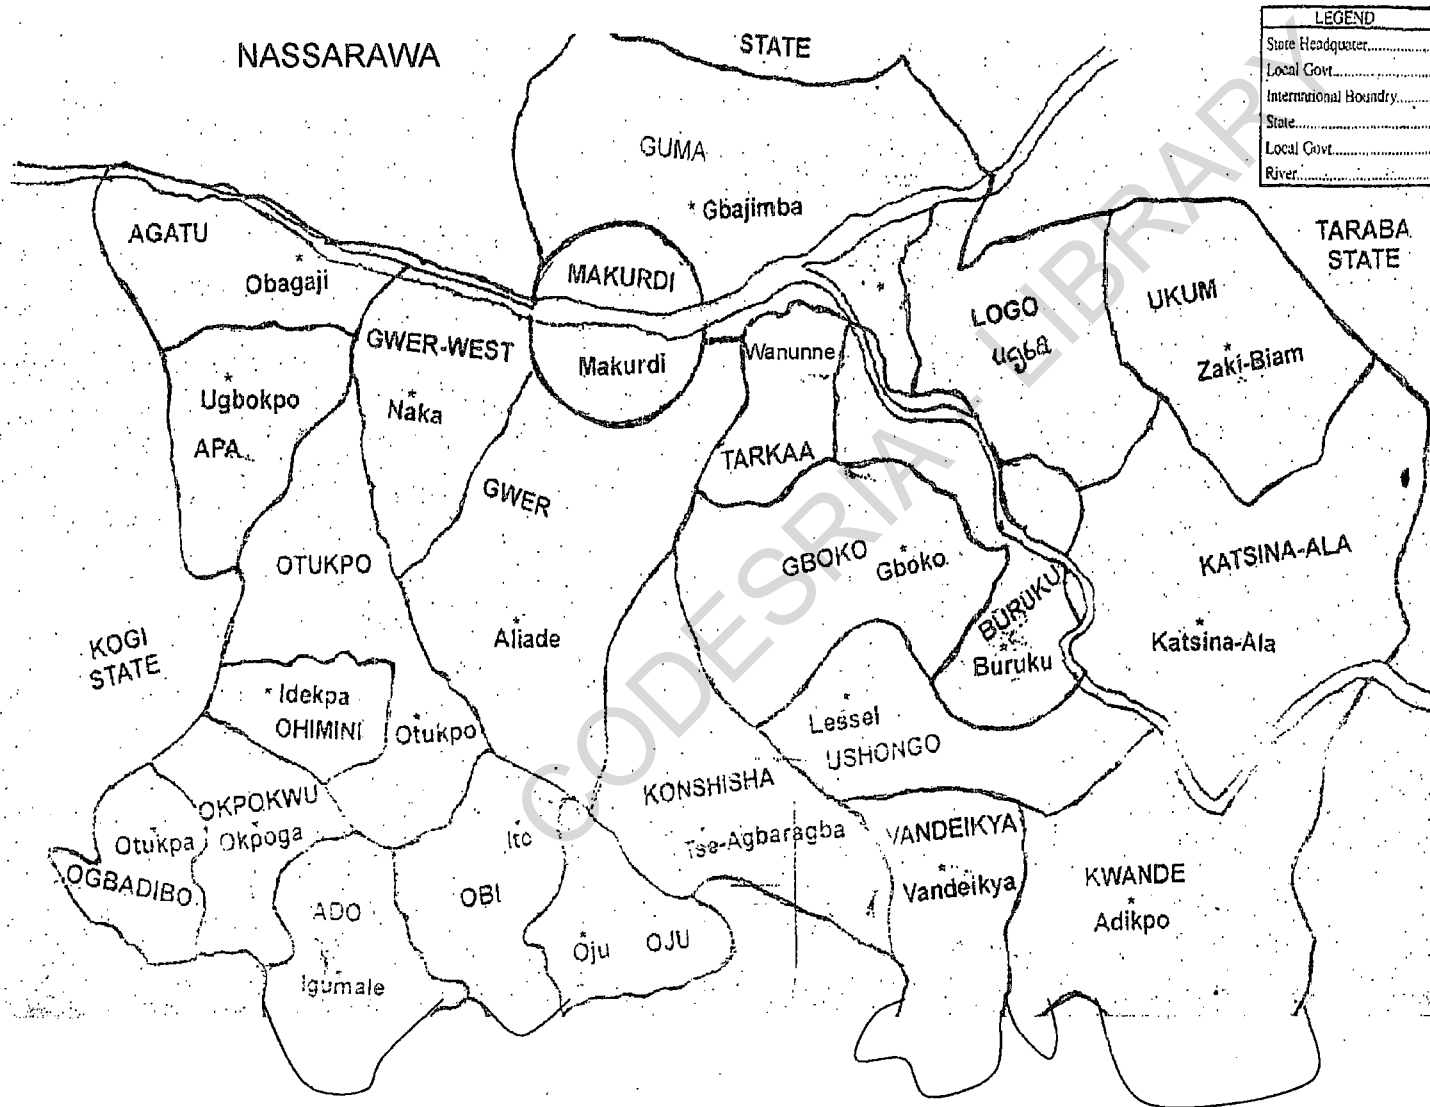 LEGEND
State Headquater
Local Govt
International Boundry
State
Local Govt
River
NASSARAWA
STATE
GUMA
* Gbajimba
AGATU
Obagaji
MAKURDI
Makurdi
TARABA
STATE
LOGO
Ugba
UKUM
Zaki-Biam
GWER-WEST
Naka
Wanunne
TARKAA
Ugbokpo
APA
GWER
OTUKPO
GBOKO
Gboko
KATSINA-ALA
Katsina-Ala
BURUKU
Buruku
Aliade
KOGI
STATE
* Idekpa
OHIMINI
Otukpo
Lessel
USHONGO
KONSHISHA
Tse-Agbaragba
OKPOKWU
Okpoga
Otukpa
OGBADIBO
Ito
OBI
VANDEIKYA
Vandeikya
KWANDE
Adikpo
ADO
Igumale
Oju
OJU
CODESRIA - LIBRARY